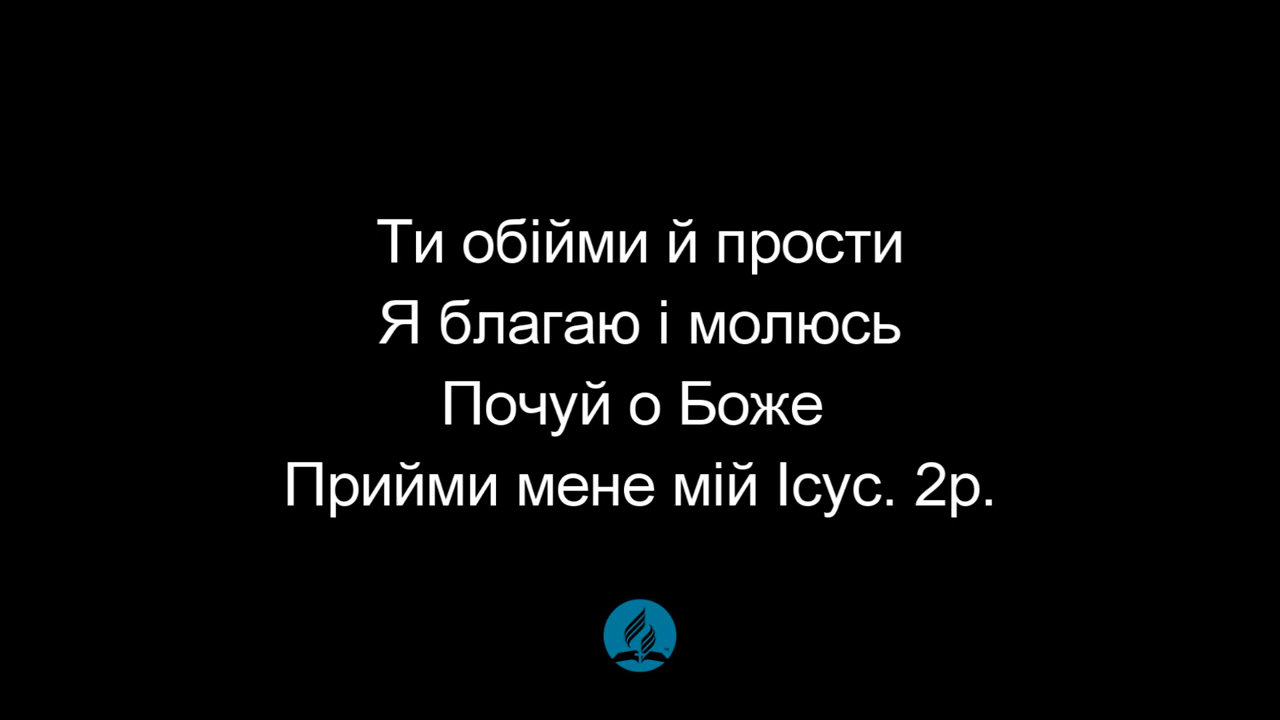 Ти обійми й прости
Я благаю і молюсь
Почуй о Боже
Прийми мене мій Ісус. 2р.